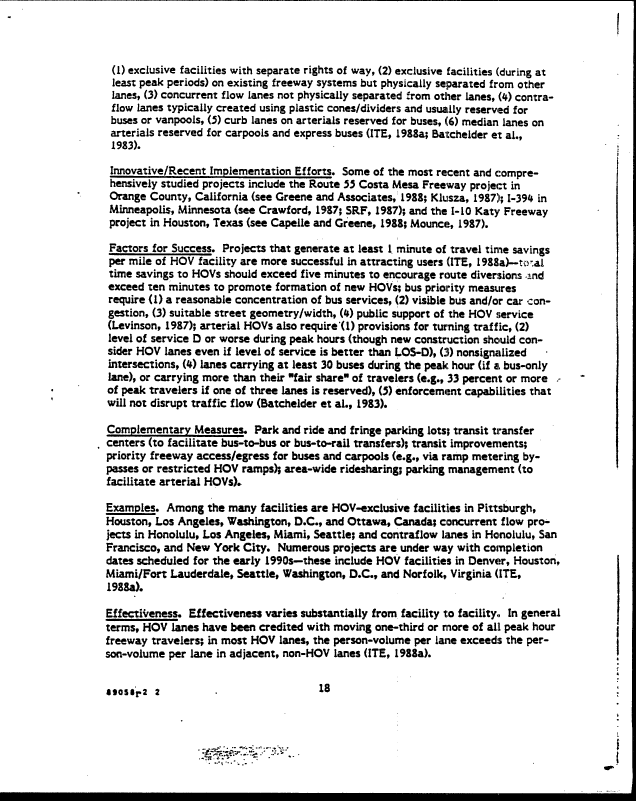 (1) exclusive facilities with separate rights of way, (2) exclusive facilities (during at
least peak periods) on existing freeway systems but physically separated from other
lanes, (3) concurrent flow lanes not physically separated from other lanes, (4) contra-
flow lanes typically created using plastic cones/dividers and usually reserved for
buses or vanpools, (5) curb lanes on arterials reserved for buses, (6) median lanes on
arterials reserved for carpools and express buses (ITE, 1988a; Batchelder et al.,
1983).
Innovative/Recent Implementation Efforts. Some of the most recent and compre-
hensively studied projects include the Route 55 Costa Mesa Freeway project in
Orange County, California (see Greene and Associates, 1988; Klusza, 1987); I-394 in
Minneapolis, Minnesota (see Crawford, 1987; SRF, 1987); and the I-10 Katy Freeway
project in Houston, Texas (see Capelle and Greene, 1988; Mounce, 1987).
Factors for Success. Projects that generate at least 1 minute of travel time savings
per mile of HOV facility are more successful in attracting users (ITE, 1988a)—total
time savings to HOVs should exceed five minutes to encourage route diversions and
exceed ten minutes to promote formation of new HOVs; bus priority measures
require (1) a reasonable concentration of bus services, (2) visible bus and/or car con-
gestion, (3) suitable street geometry/width, (4) public support of the HOV service
(Levinson, 1987); arterial HOVs also require (1) provisions for turning traffic, (2)
level of service D or worse during peak hours (though new construction should con-
sider HOV lanes even if level of service is better than LOS-D), (3) nonsignalized
intersections, (4) lanes carrying at least 30 buses during the peak hour (if a bus-only
lane), or carrying more than their "fair share" of travelers (e.g., 33 percent or more
of peak travelers if one of three lanes is reserved), (5) enforcement capabilities that
will not disrupt traffic flow (Batchelder et al., 1983).
Complementary Measures. Park and ride and fringe parking lots; transit transfer
centers (to facilitate bus-to-bus or bus-to-rail transfers); transit improvements;
priority freeway access/egress for buses and carpools (e.g., via ramp metering by-
passes or restricted HOV ramps); area-wide ridesharing; parking management (to
facilitate arterial HOVs).
Examples. Among the many facilities are HOV-exclusive facilities in Pittsburgh,
Houston, Los Angeles, Washington, D.C., and Ottawa, Canada; concurrent flow pro-
jects in Honolulu, Los Angeles, Miami, Seattle; and contraflow lanes in Honolulu, San
Francisco, and New York City. Numerous projects are under way with completion
dates scheduled for the early 1990s—these include HOV facilities in Denver, Houston,
Miami/Fort Lauderdale, Seattle, Washington, D.C., and Norfolk, Virginia (ITE,
1988a).
Effectiveness. Effectiveness varies substantially from facility to facility. In general
terms, HOV lanes have been credited with moving one-third or more of all peak hour
freeway travelers; in most HOV lanes, the person-volume per lane exceeds the per-
son-volume per lane in adjacent, non-HOV lanes (ITE, 1988a).
89058r2 2
18